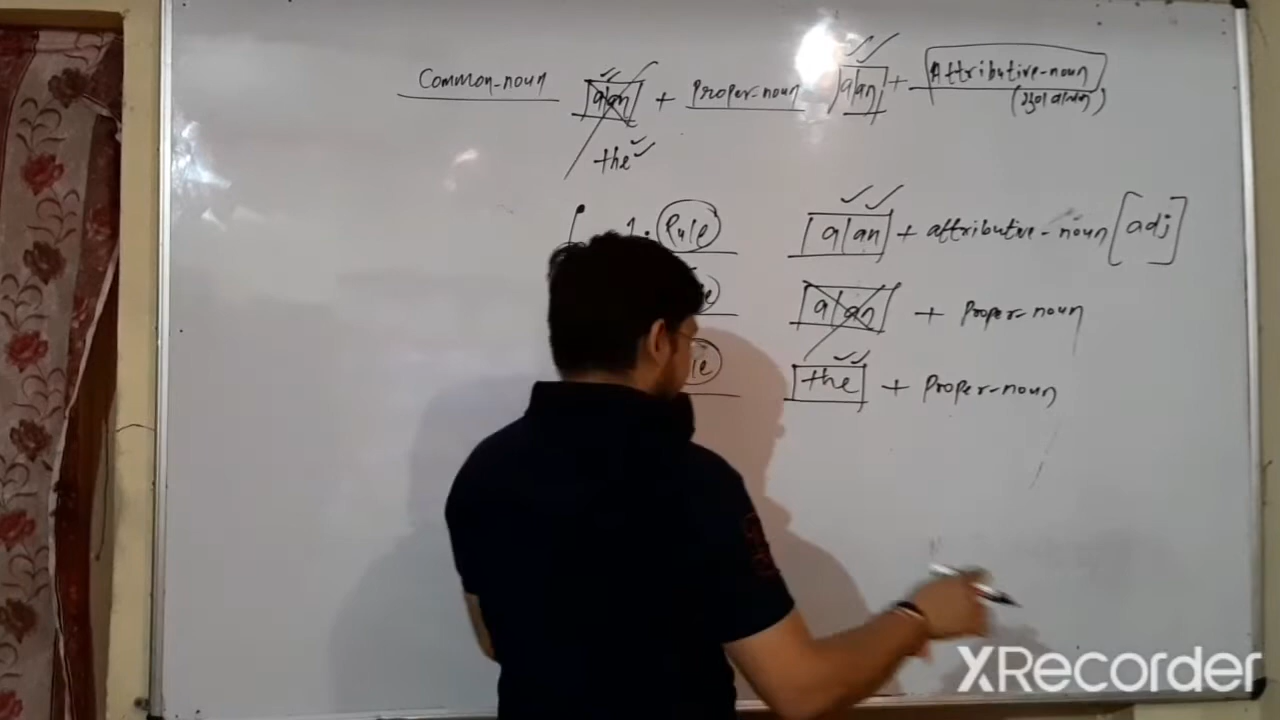 Common-noun a/an + Proper-noun a/an + Attributive-noun
the
1. Rule a/an + attributive-noun [adj]
a/an + Proper-noun
the + Proper-noun
XRecorder